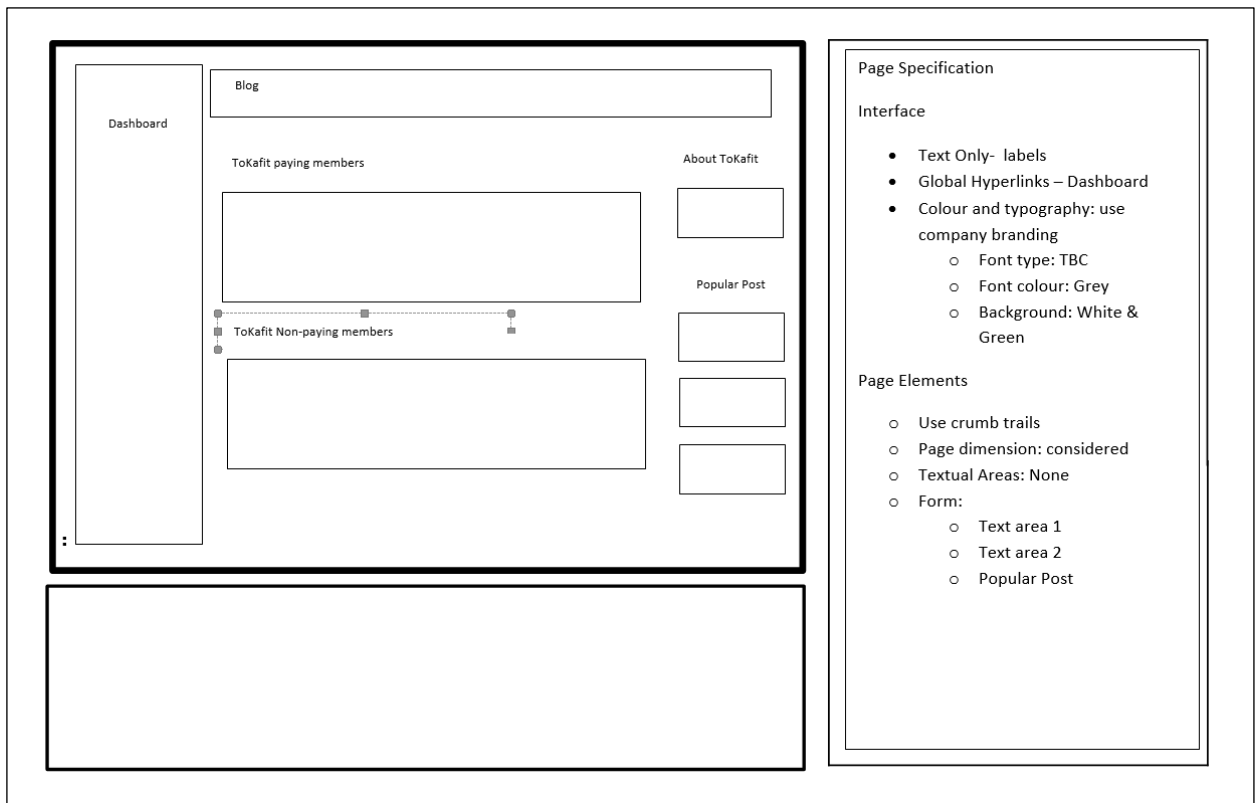 Dashboard
Blog
ToKafit paying members
About ToKafit
Popular Post
ToKafit Non-paying members
:
Page Specification
Interface
• Text Only- labels
• Global Hyperlinks – Dashboard
• Colour and typography: use
company branding
o Font type: TBC
o Font colour: Grey
o Background: White &
Green
Page Elements
o Use crumb trails
o Page dimension: considered
o Textual Areas: None
o Form:
o Text area 1
o Text area 2
o Popular Post